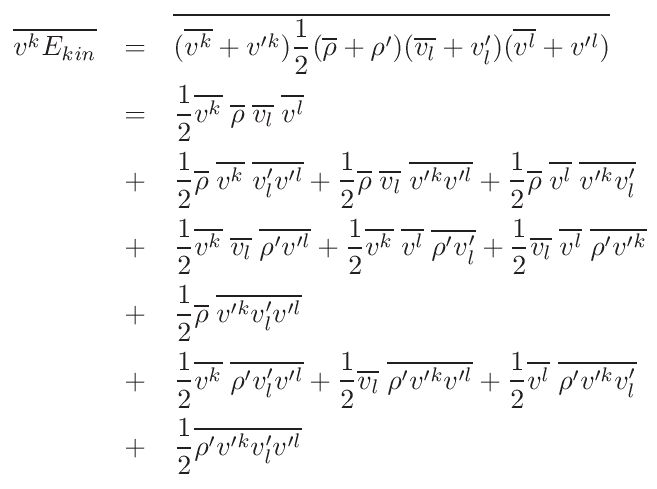 \overline{v^k E_{kin}} = \overline{(\overline{v^k} + v'^k)\frac{1}{2}(\overline{\rho} + \rho')(\overline{v_l} + v'_l)(\overline{v^l} + v'^l)}
= \frac{1}{2}\overline{v^k}\ \overline{\rho}\ \overline{v_l}\ \overline{v^l}
+ \frac{1}{2}\overline{\rho}\ \overline{v^k}\ \overline{v'_l v'^l} + \frac{1}{2}\overline{\rho}\ \overline{v_l}\ \overline{v'^k v'^l} + \frac{1}{2}\overline{\rho}\ \overline{v^l}\ \overline{v'^k v'_l}
+ \frac{1}{2}\overline{v^k}\ \overline{v_l}\ \overline{\rho' v'^l} + \frac{1}{2}\overline{v^k}\ \overline{v^l}\ \overline{\rho' v'_l} + \frac{1}{2}\overline{v_l}\ \overline{v^l}\ \overline{\rho' v'^k}
+ \frac{1}{2}\overline{\rho}\ \overline{v'^k v'_l v'^l}
+ \frac{1}{2}\overline{v^k}\ \overline{\rho' v'_l v'^l} + \frac{1}{2}\overline{v_l}\ \overline{\rho' v'^k v'^l} + \frac{1}{2}\overline{v^l}\ \overline{\rho' v'^k v'_l}
+ \frac{1}{2}\overline{\rho' v'^k v'_l v'^l}